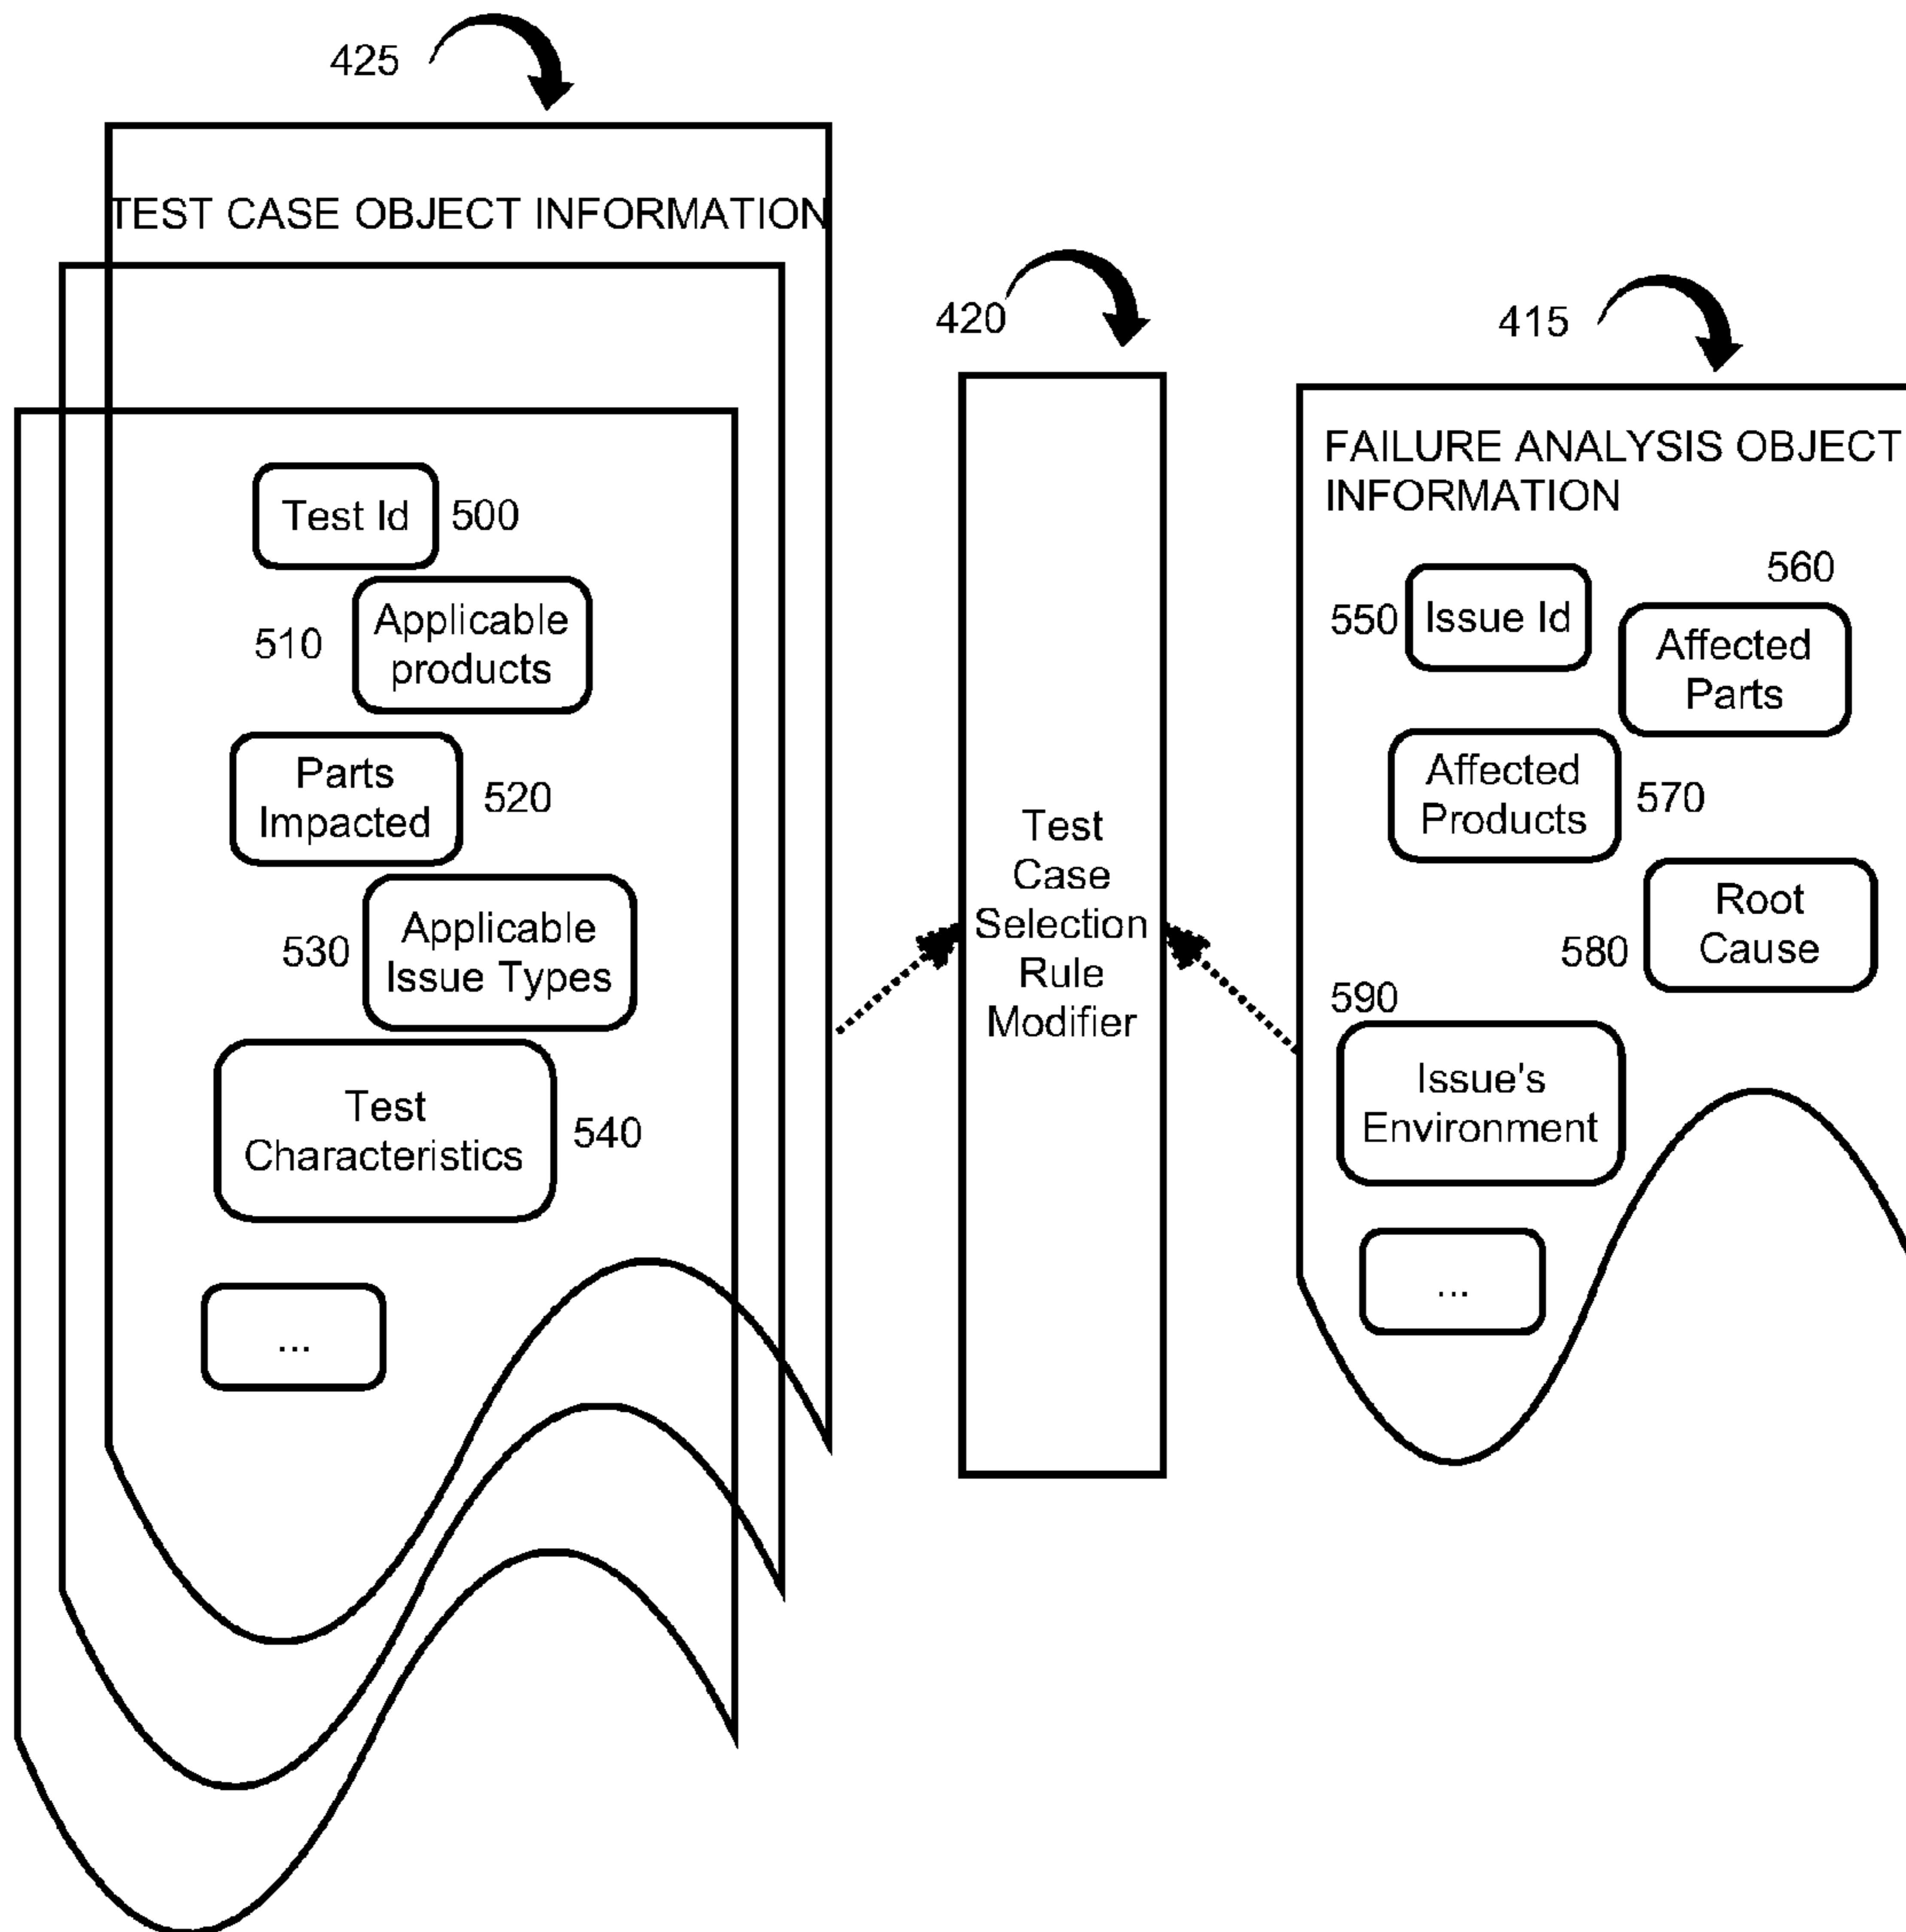 425
TEST CASE OBJECT INFORMATION
Test Id
500
510
Applicable
products
Parts
Impacted
520
530
Applicable
Issue Types
Test
Characteristics
540
...
420
Test
Case
Selection
Rule
Modifier
415
FAILURE ANALYSIS OBJECT
INFORMATION
550
Issue Id
560
Affected
Parts
Affected
Products
570
580
Root
Cause
590
Issue's
Environment
...